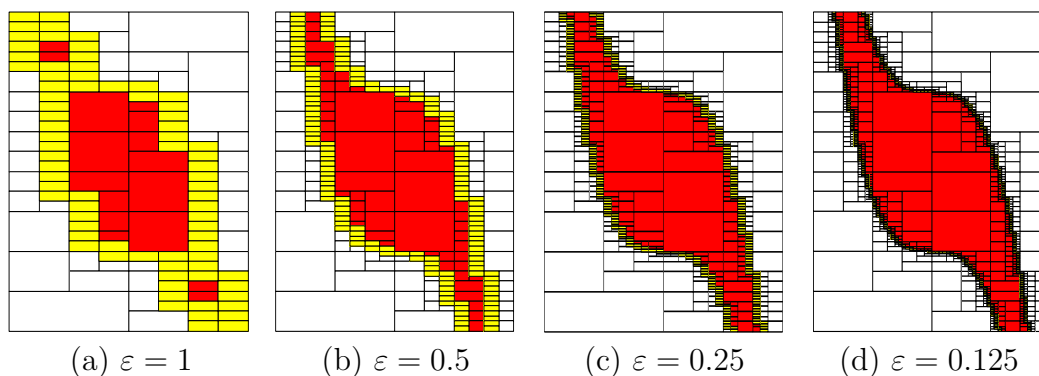 (a) ε = 1 (b) ε = 0.5 (c) ε = 0.25 (d) ε = 0.125